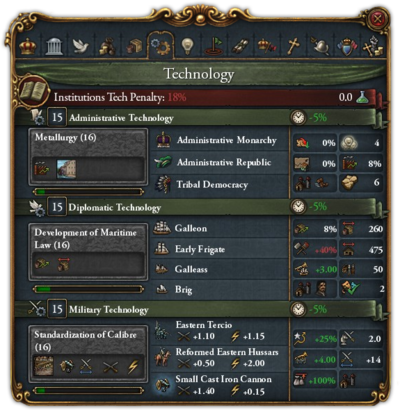 Technology
Institutions Tech Penalty: 18% 0.0
15 Administrative Technology -5%
Metallurgy (16)
Administrative Monarchy 0% 4
Administrative Republic 0% 8%
Tribal Democracy 6
15 Diplomatic Technology -5%
Development of Maritime
Law (16)
Galleon 8% 260
Early Frigate +40% 475
Galleass +3.00 50
Brig 2
15 Military Technology -5%
Standardization of Calibre
(16)
Eastern Tercio
+1.10 +1.15 +25% 2.0
Reformed Eastern Hussars
+0.50 +2.00 +4.00 +14
Small Cast Iron Cannon
+1.40 +0.15 +100%